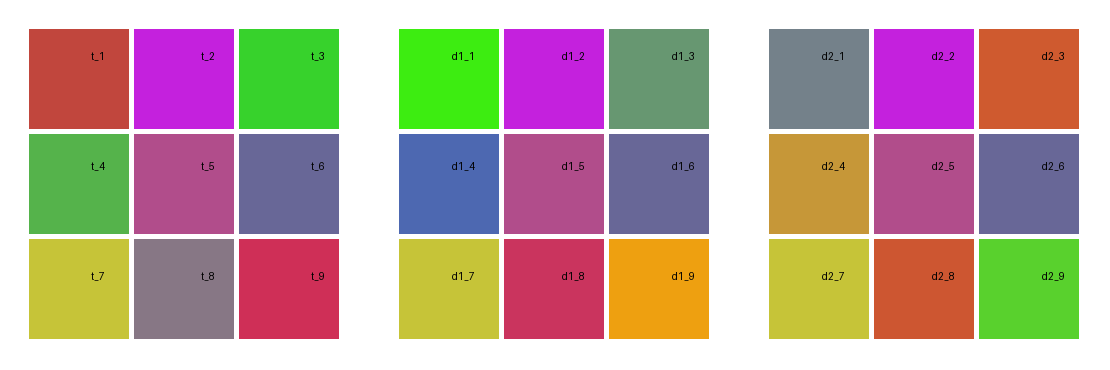 t_1 t_2 t_3 d1_1 d1_2 d1_3 d2_1 d2_2 d2_3
t_4 t_5 t_6 d1_4 d1_5 d1_6 d2_4 d2_5 d2_6
t_7 t_8 t_9 d1_7 d1_8 d1_9 d2_7 d2_8 d2_9